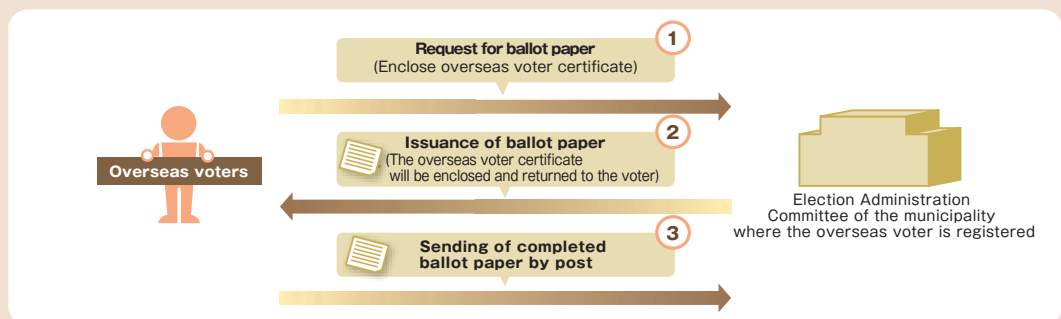 1
Request for ballot paper
(Enclose overseas voter certificate)
2
Issuance of ballot paper
(The overseas voter certificate
will be enclosed and returned to the voter)
Overseas voters
Election Administration
Committee of the municipality
where the overseas voter is registered
3
Sending of completed
ballot paper by post